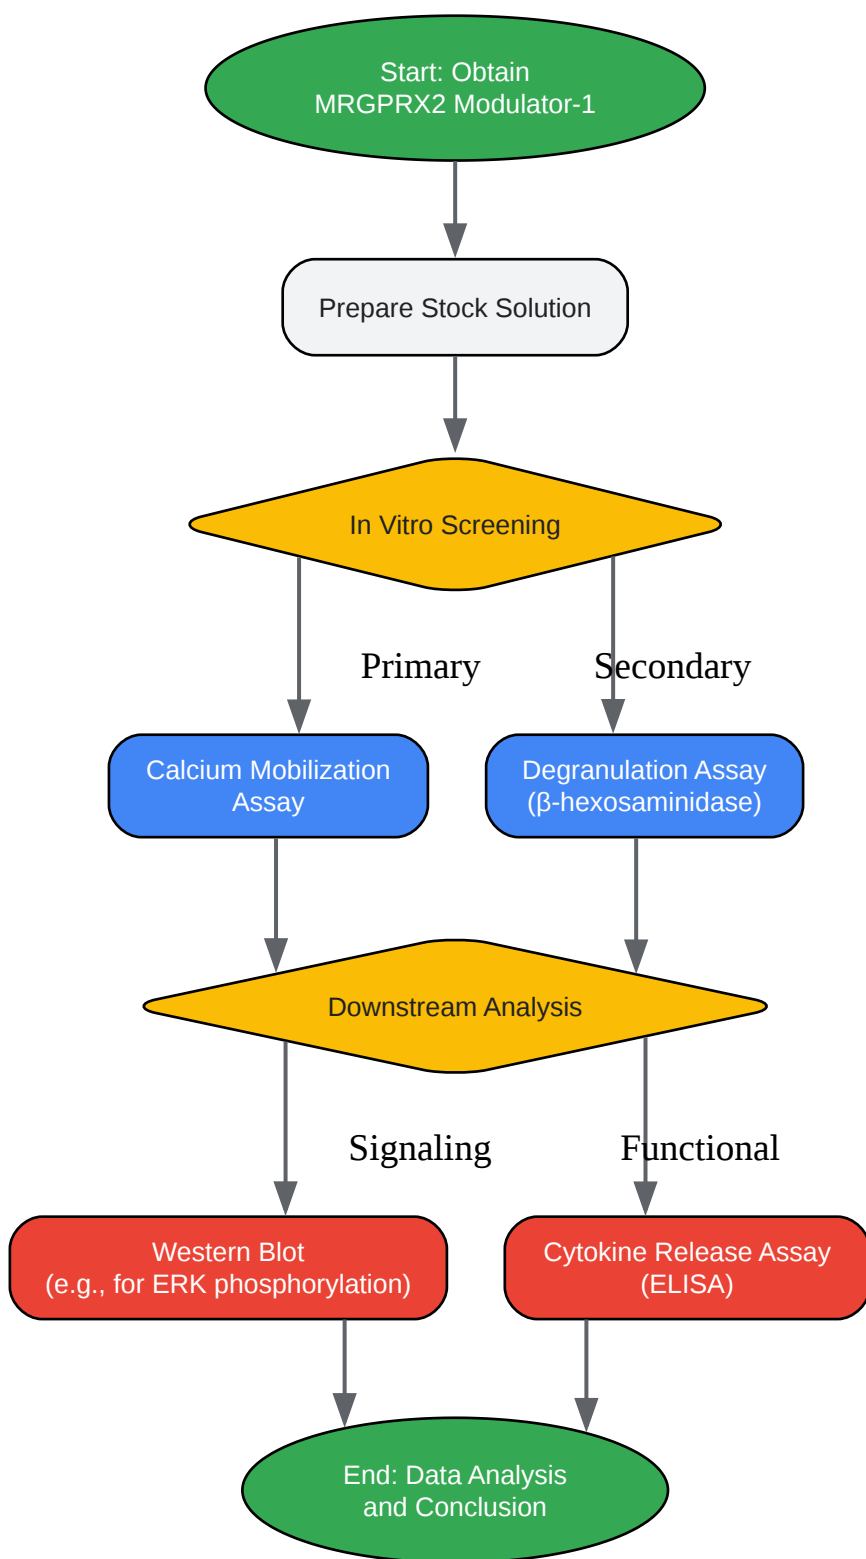 Start: Obtain
MRGPRX2 Modulator-1
Prepare Stock Solution
In Vitro Screening
Primary
Secondary
Calcium Mobilization
Assay
Degranulation Assay
(β-hexosaminidase)
Downstream Analysis
Signaling
Functional
Western Blot
(e.g., for ERK phosphorylation)
Cytokine Release Assay
(ELISA)
End: Data Analysis
and Conclusion